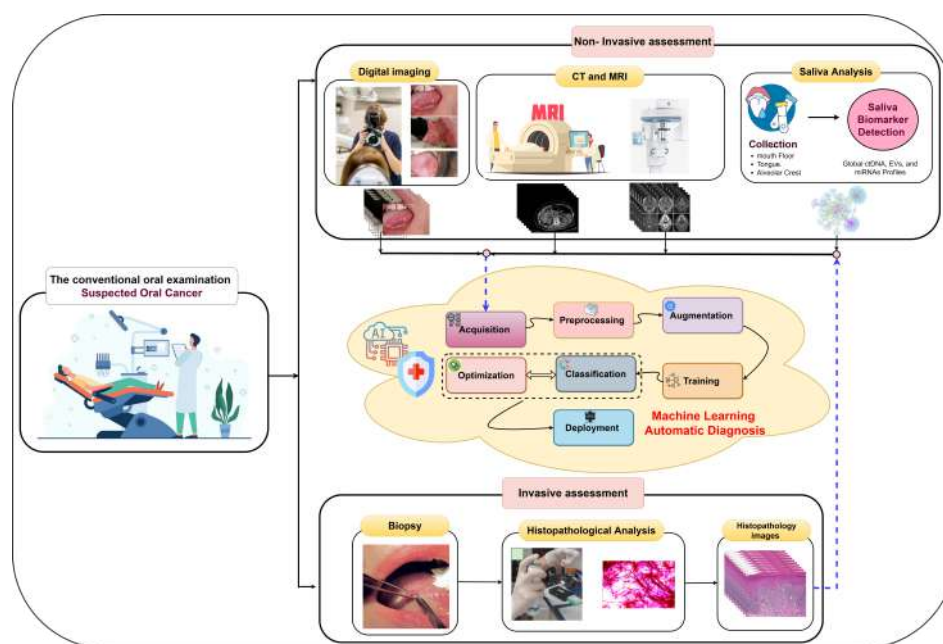 Non- Invasive assessment
Digital imaging
CT and MRI
MRI
Saliva Analysis
Collection
• mouth Floor
• Tongue,
• Alveolar Crest
Saliva
Biomarker
Detection
Global ctDNA, EVs, and
miRNAs Profiles
The conventional oral examination
Suspected Oral Cancer
AI
Acquisition
Preprocessing
Augmentation
Optimization
Classification
Training
Deployment
Machine Learning
Automatic Diagnosis
Invasive assessment
Biopsy
Histopathological Analysis
Histopathology
images